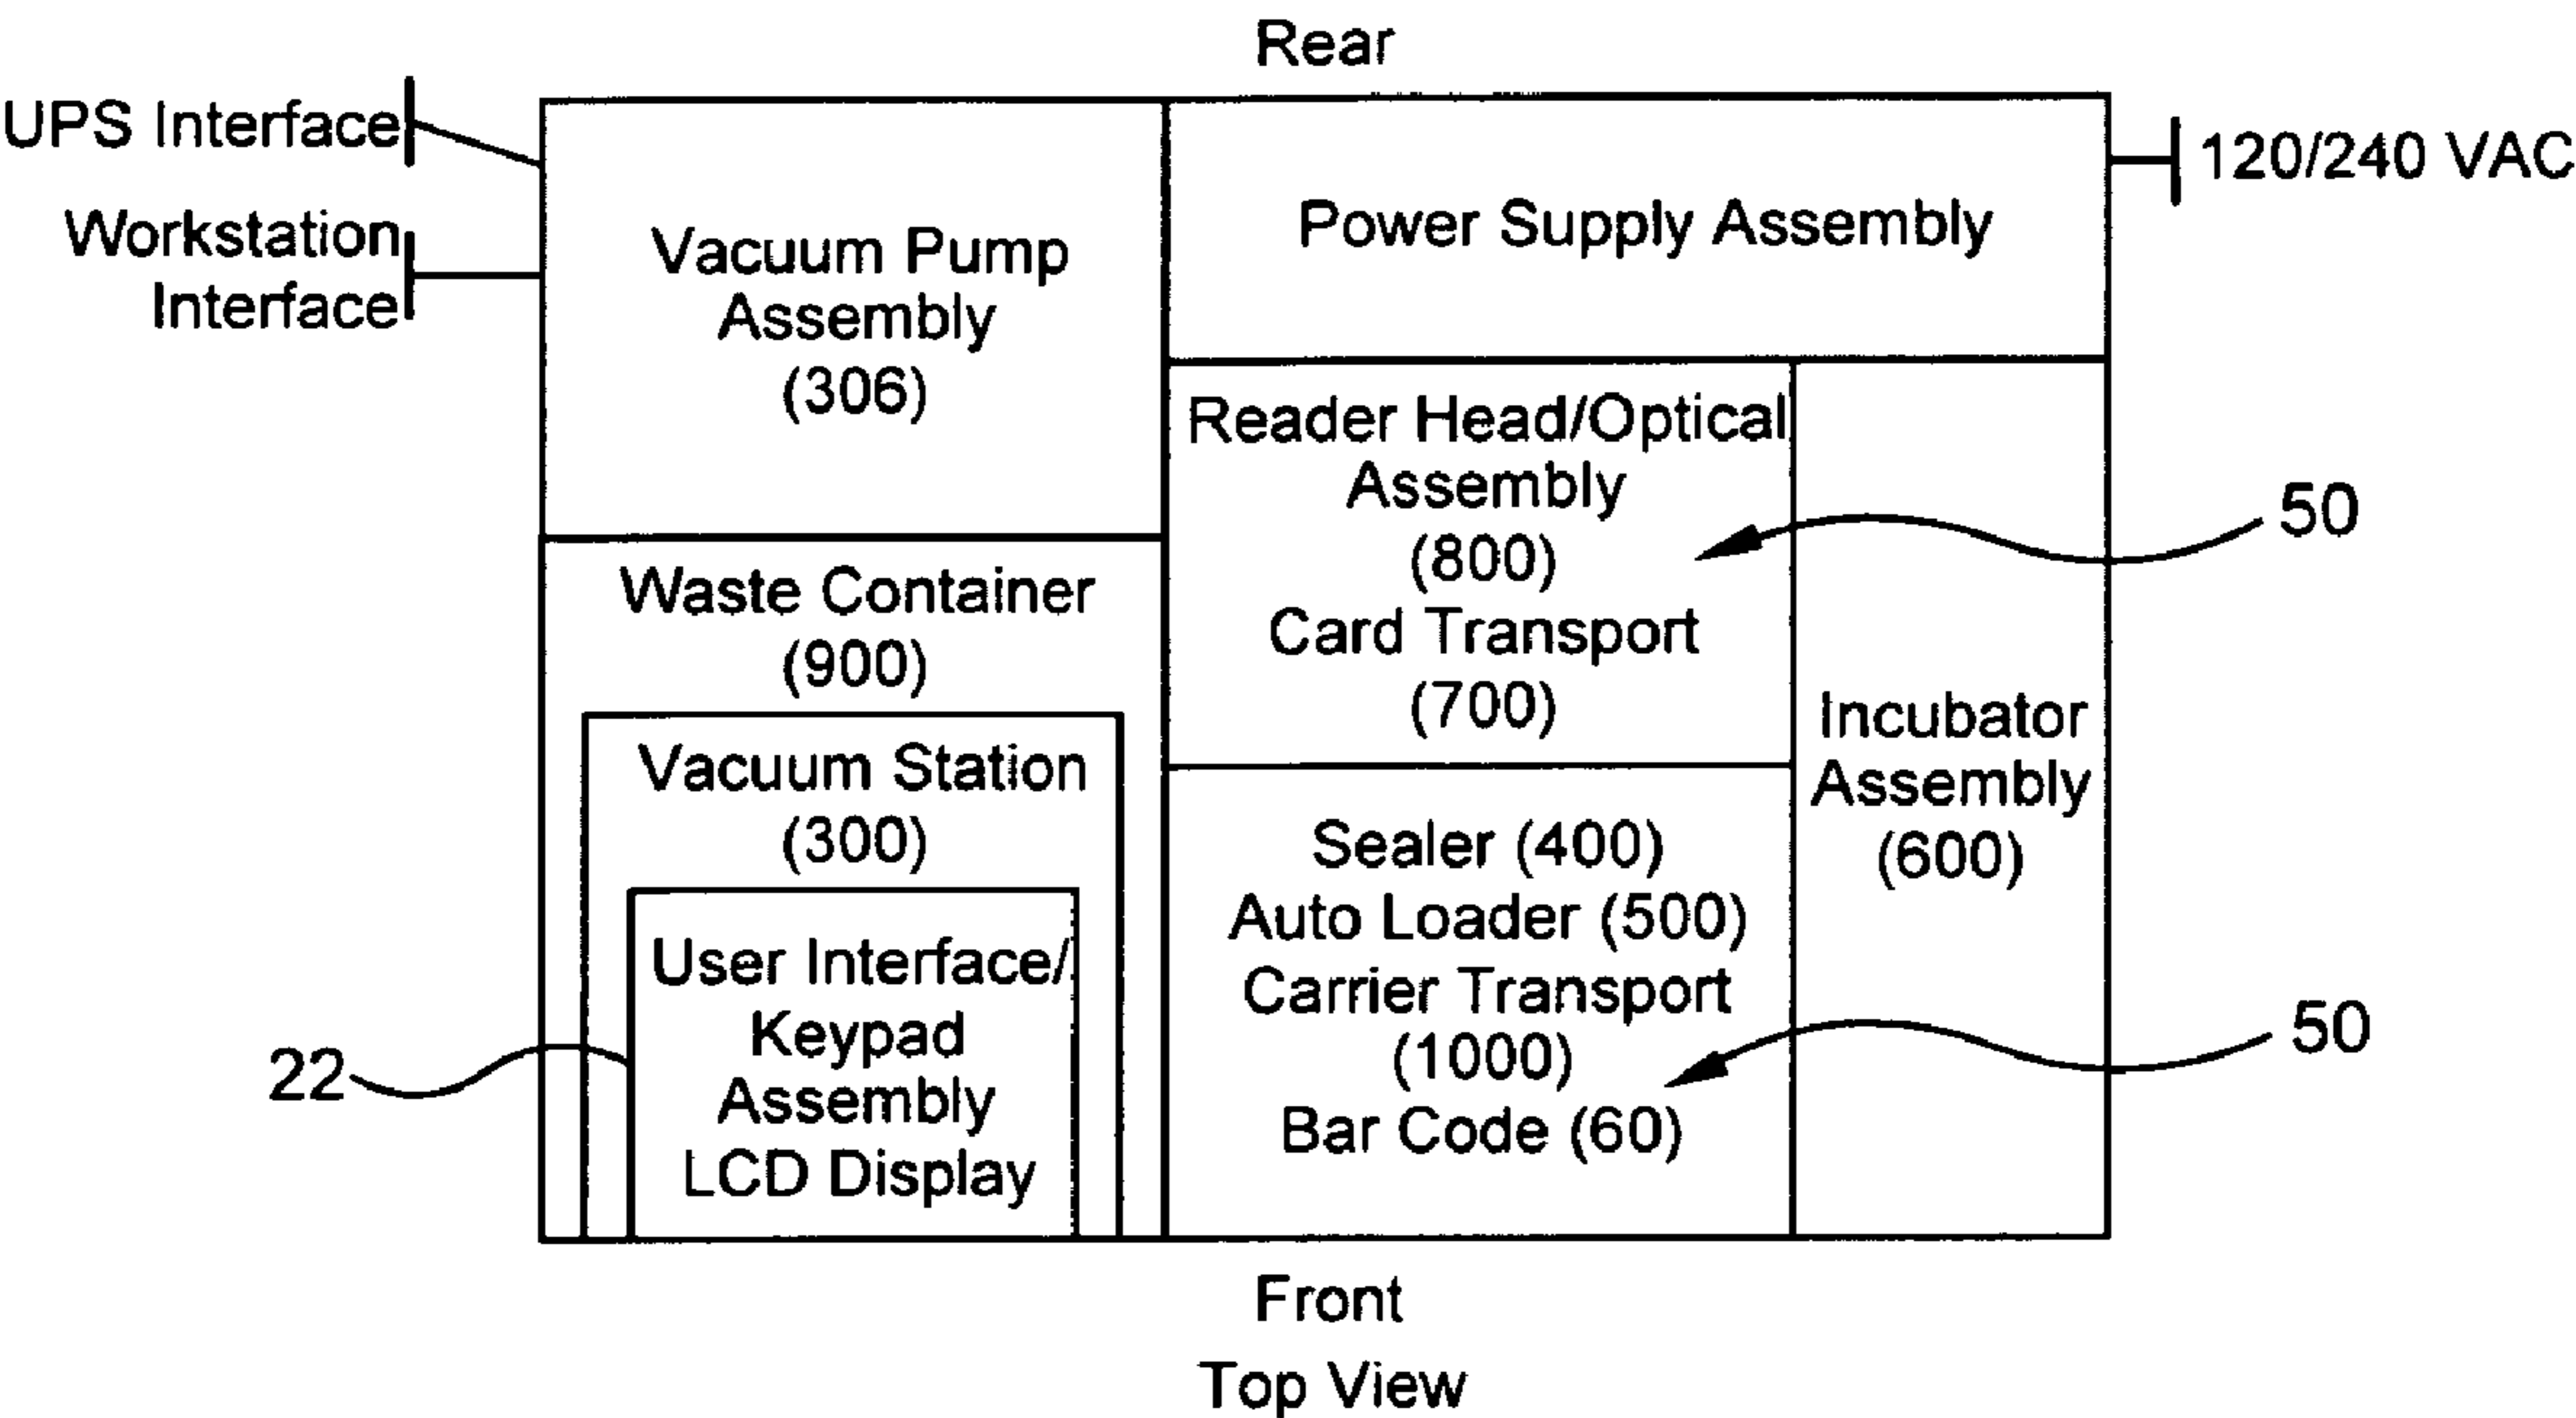 Rear
UPS Interface
Workstation
Interface
120/240 VAC
Vacuum Pump
Assembly
(306)
Power Supply Assembly
Reader Head/Optical
Assembly
(800)
Card Transport
(700)
50
Waste Container
(900)
Vacuum Station
(300)
User Interface/
Keypad
Assembly
LCD Display
22
Incubator
Assembly
(600)
Sealer (400)
Auto Loader (500)
Carrier Transport
(1000)
Bar Code (60)
50
Front
Top View